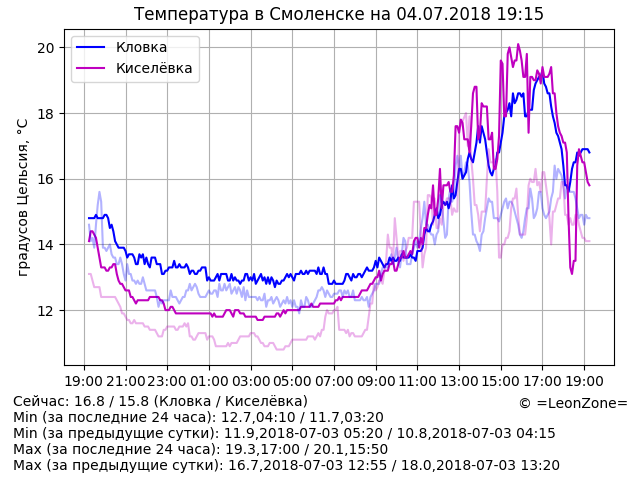 Температура в Смоленске на 04.07.2018 19:15
Кловка
Киселёвка
градусов Цельсия, °C
20
18
16
14
12
19:00 21:00 23:00 01:00 03:00 05:00 07:00 09:00 11:00 13:00 15:00 17:00 19:00
Сейчас: 16.8 / 15.8 (Кловка / Киселёвка)
© =LeonZone=
Min (за последние 24 часа): 12.7,04:10 / 11.7,03:20
Min (за предыдущие сутки): 11.9,2018-07-03 05:20 / 10.8,2018-07-03 04:15
Max (за последние 24 часа): 19.3,17:00 / 20.1,15:50
Max (за предыдущие сутки): 16.7,2018-07-03 12:55 / 18.0,2018-07-03 13:20